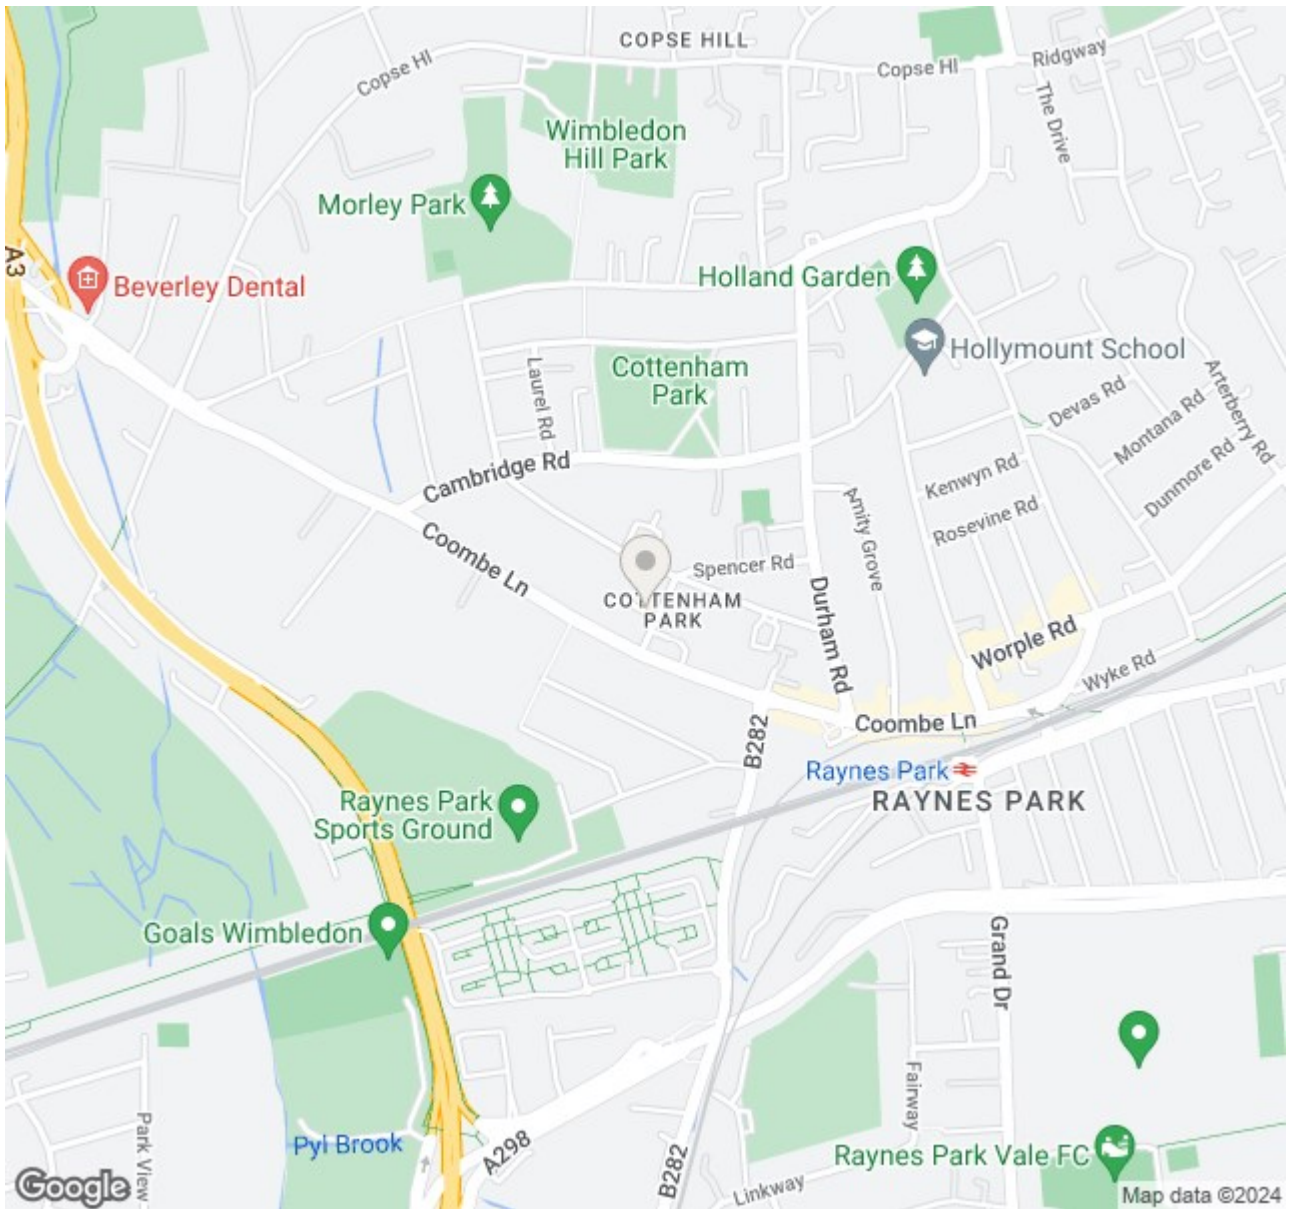 COPSE HILL
Copse Hl
Copse Hl
Ridgway
The Drive
Wimbledon
Hill Park
Morley Park
A3
Beverley Dental
Holland Garden
Hollymount School
Cottenham
Park
Laurel Rd
Devas Rd
Montana Rd
Arterberry Rd
Dunmore Rd
Cambridge Rd
Kenwyn Rd
Rosevine Rd
Amity Grove
Coombe Ln
Spencer Rd
COTTENHAM
PARK
Durham Rd
Worple Rd
Wyke Rd
Coombe Ln
B282
Raynes Park
RAYNES PARK
Raynes Park
Sports Ground
Goals Wimbledon
Grand Dr
Fairway
Park View
Pyl Brook
A298
B282
Linkway
Raynes Park Vale FC
Google
Map data ©2024